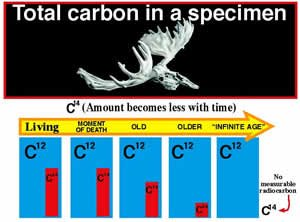 Total carbon in a specimen
C14 (Amount becomes less with time)
Living MOMENT OF DEATH OLD OLDER "INFINITE AGE"
C12 C12 C12 C12 C12
C14 C14 C14 C14
No
measurable
radiocarbon
C14